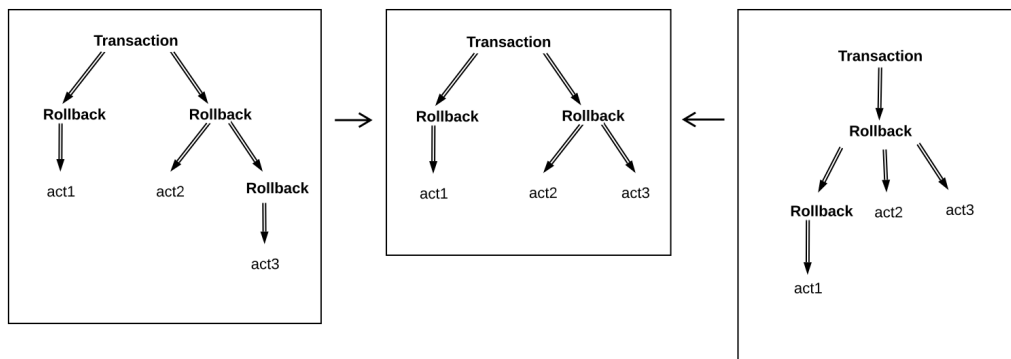 Transaction
Rollback Rollback
act1 act2 Rollback
act3
Transaction
Rollback Rollback
act1 act2 act3
Transaction
Rollback
Rollback act2 act3
act1